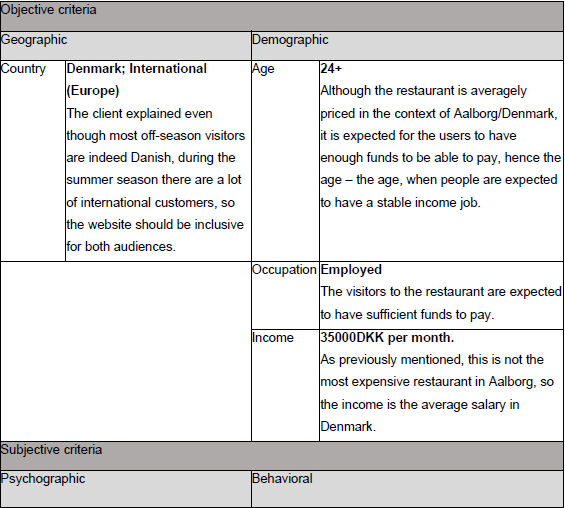 Objective criteria
Geographic
Demographic
Country
Denmark; International
(Europe)
The client explained even
though most off-season visitors
are indeed Danish, during the
summer season there are a lot
of international customers, so
the website should be inclusive
for both audiences.
Age
24+
Although the restaurant is averagely
priced in the context of Aalborg/Denmark,
it is expected for the users to have
enough funds to be able to pay, hence the
age – the age, when people are expected
to have a stable income job.
Occupation
Employed
The visitors to the restaurant are expected
to have sufficient funds to pay.
Income
35000DKK per month.
As previously mentioned, this is not the
most expensive restaurant in Aalborg, so
the income is the average salary in
Denmark.
Subjective criteria
Psychographic
Behavioral